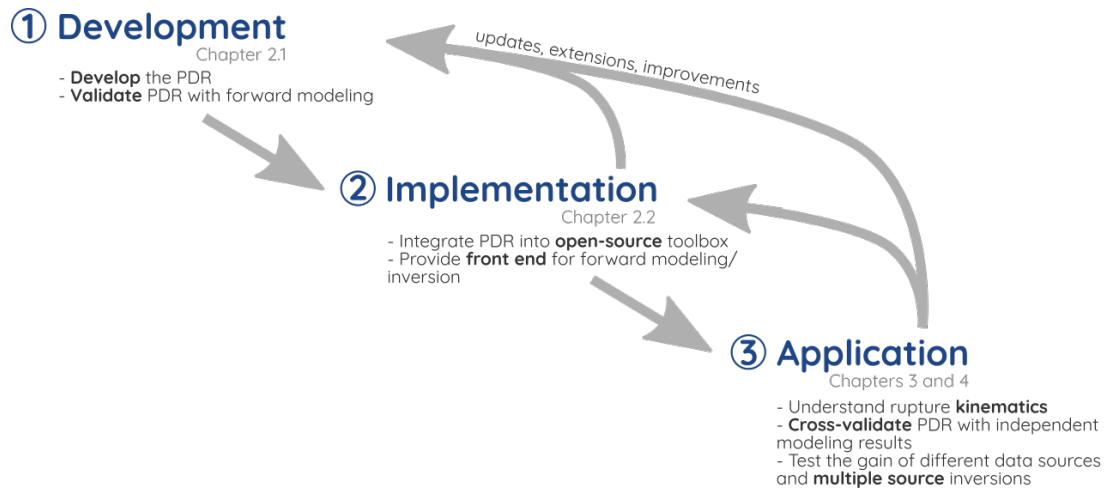 ① Development
Chapter 2.1
- Develop the PDR
- Validate PDR with forward modeling
updates, extensions, improvements
② Implementation
Chapter 2.2
- Integrate PDR into open-source toolbox
- Provide front end for forward modeling/
inversion
③ Application
Chapters 3 and 4
- Understand rupture kinematics
- Cross-validate PDR with independent
modeling results
- Test the gain of different data sources
and multiple source inversions